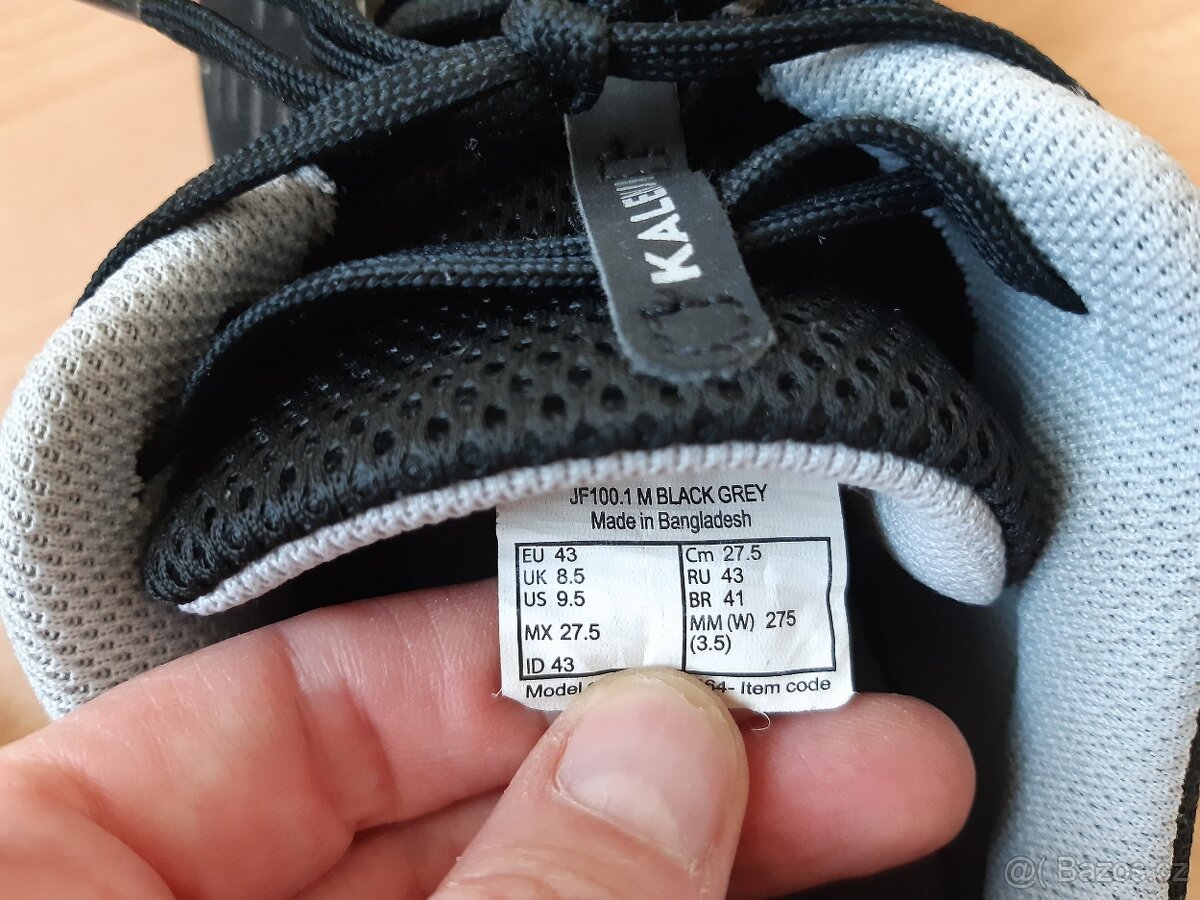 KALENJI
JF100.1 M BLACK GREY
Made in Bangladesh
EU 43
UK 8.5
US 9.5
MX 27.5
ID 43
Cm 27.5
RU 43
BR 41
MM (W) 275
(3.5)
Model 64- Item code
@( Bazos.cz